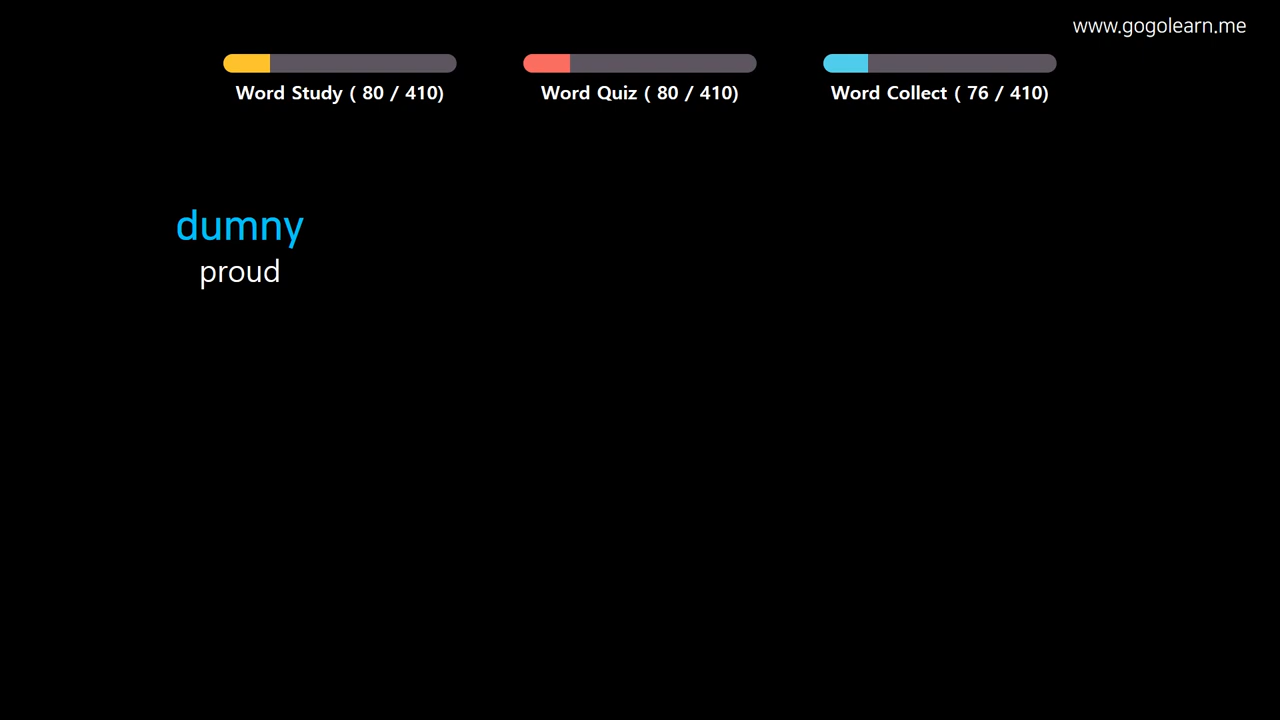 www.gogolearn.me
Word Study ( 80 / 410)
Word Quiz ( 80 / 410)
Word Collect ( 76 / 410)
dumny
proud